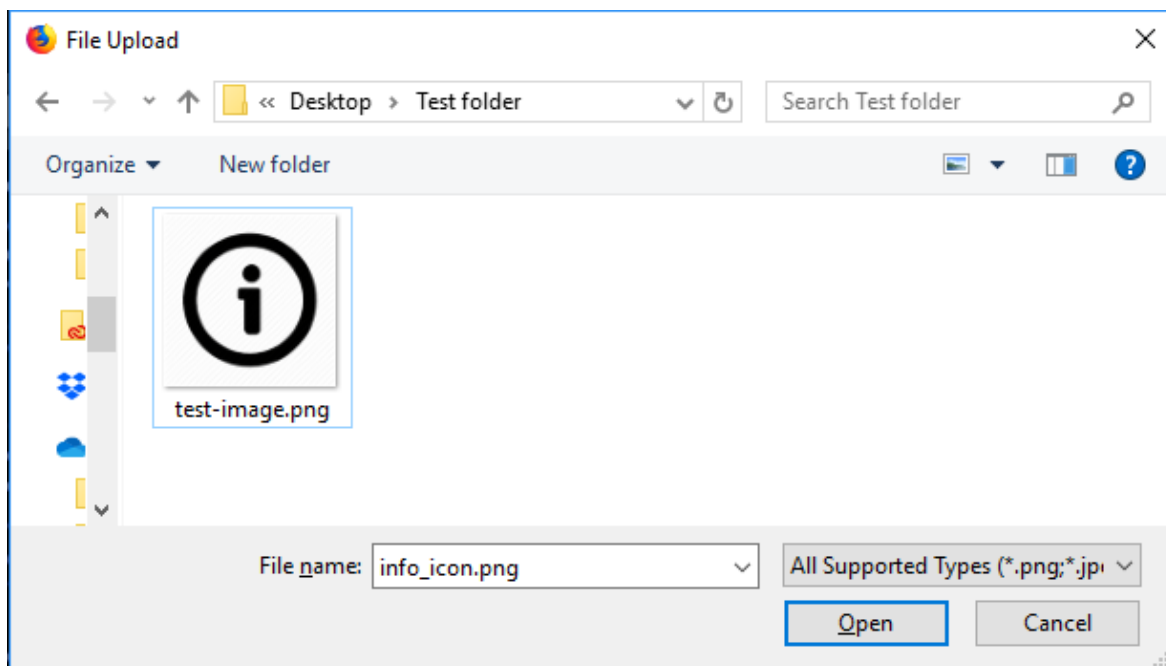 File Upload
« Desktop > Test folder
Search Test folder
Organize
New folder
test-image.png
File name: info_icon.png
All Supported Types (*.png;*.jp
Open
Cancel